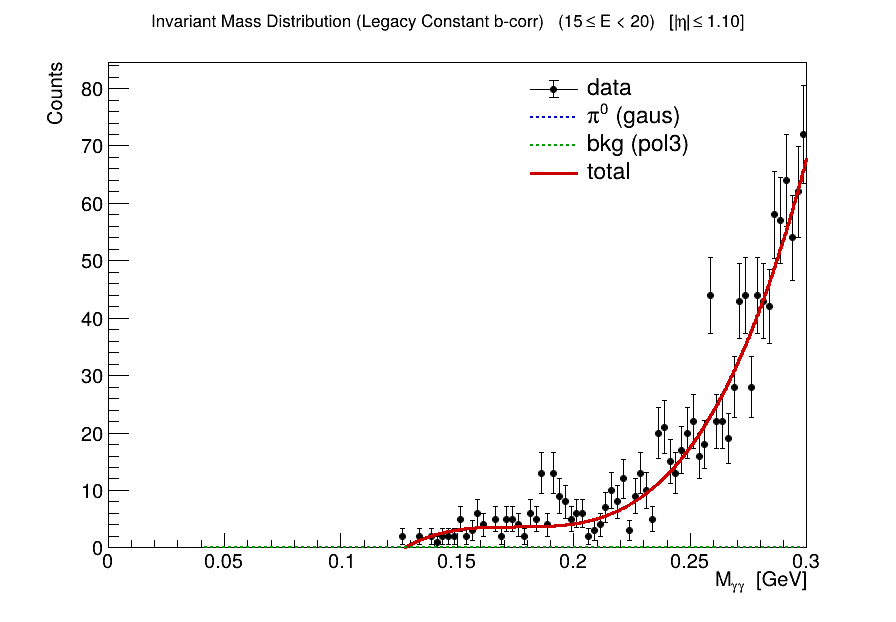 Invariant Mass Distribution (Legacy Constant b-corr) (15 ≤ E < 20) [|η| ≤ 1.10]
Counts
80
70
60
50
40
30
20
10
0
data
π⁰ (gaus)
bkg (pol3)
total
0 0.05 0.1 0.15 0.2 0.25 0.3
M_γγ [GeV]